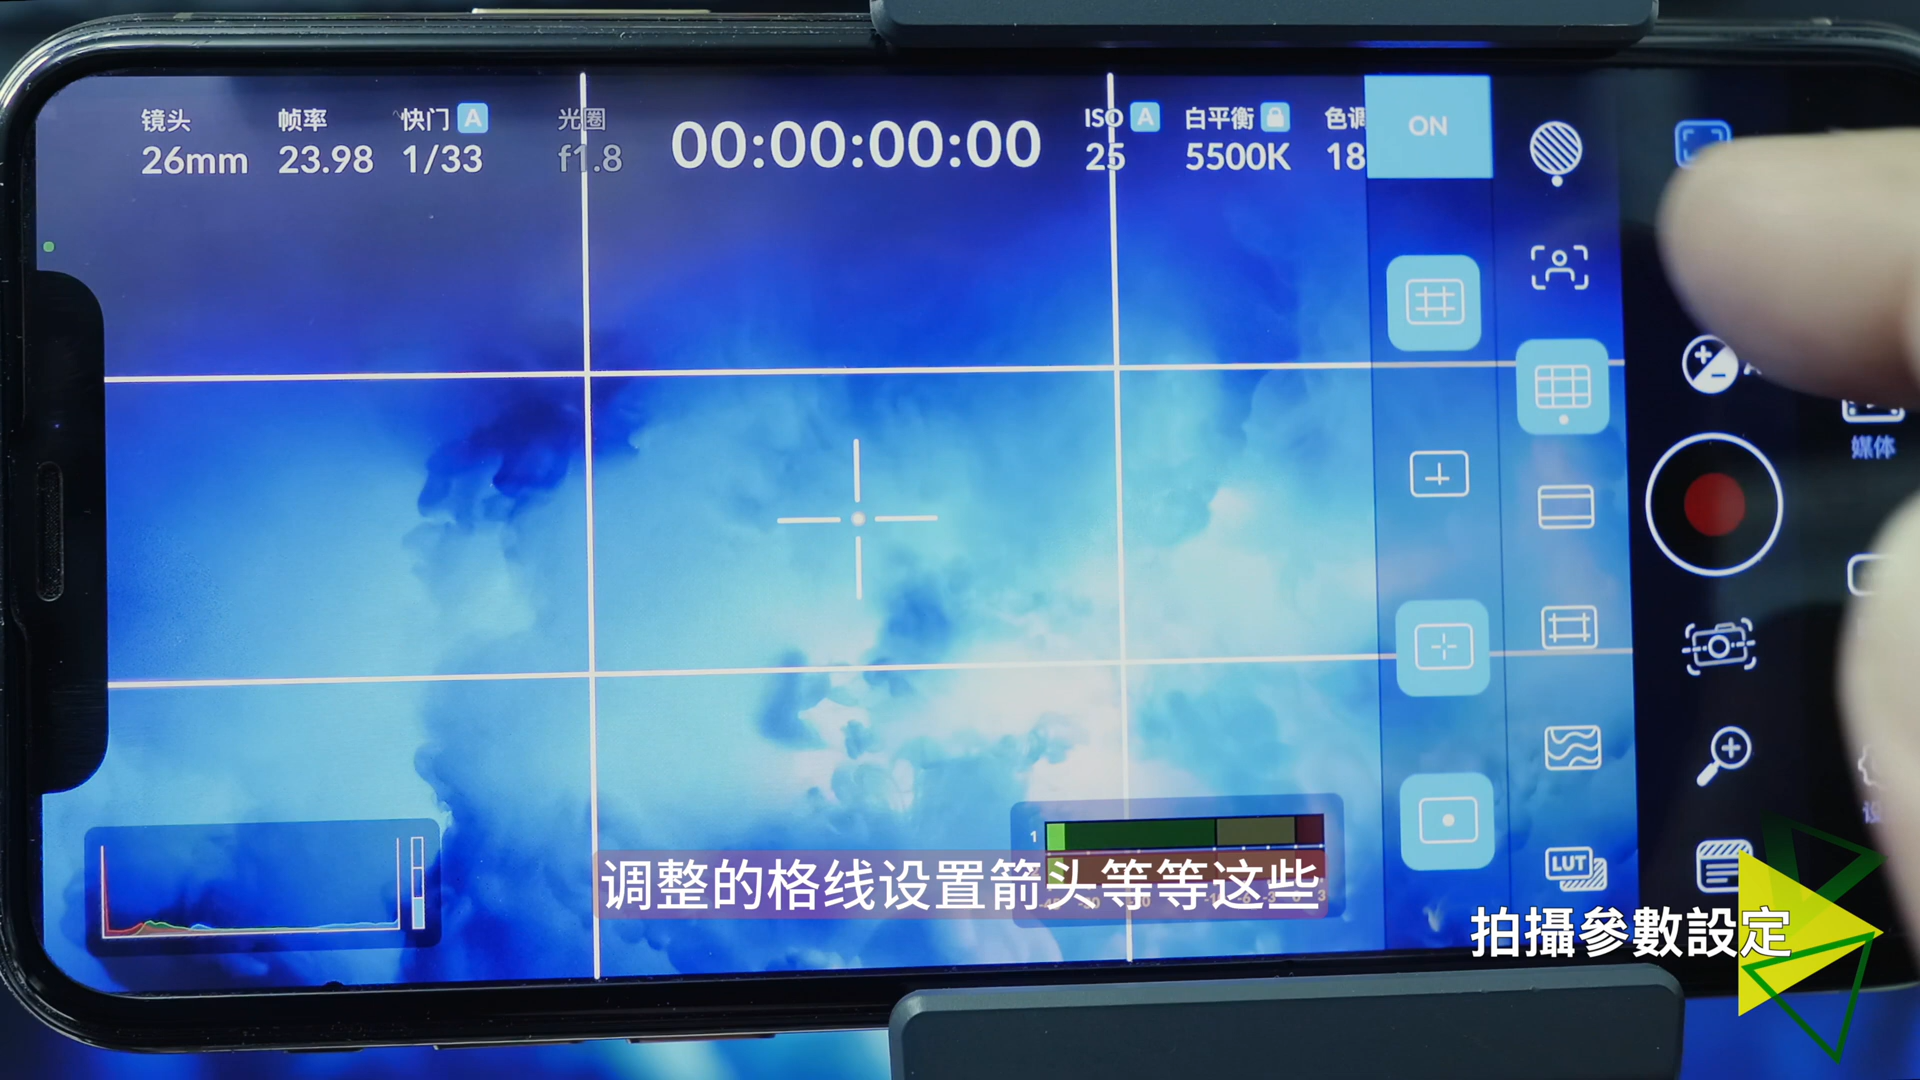 镜头 帧率 快门 A 光圈 ISO A 白平衡 色调
26mm 23.98 1/33 f1.8 00:00:00:00 25 5500K 18
ON
媒体
设
1
LUT
调整的格线设置箭头等等这些
拍攝參數設定